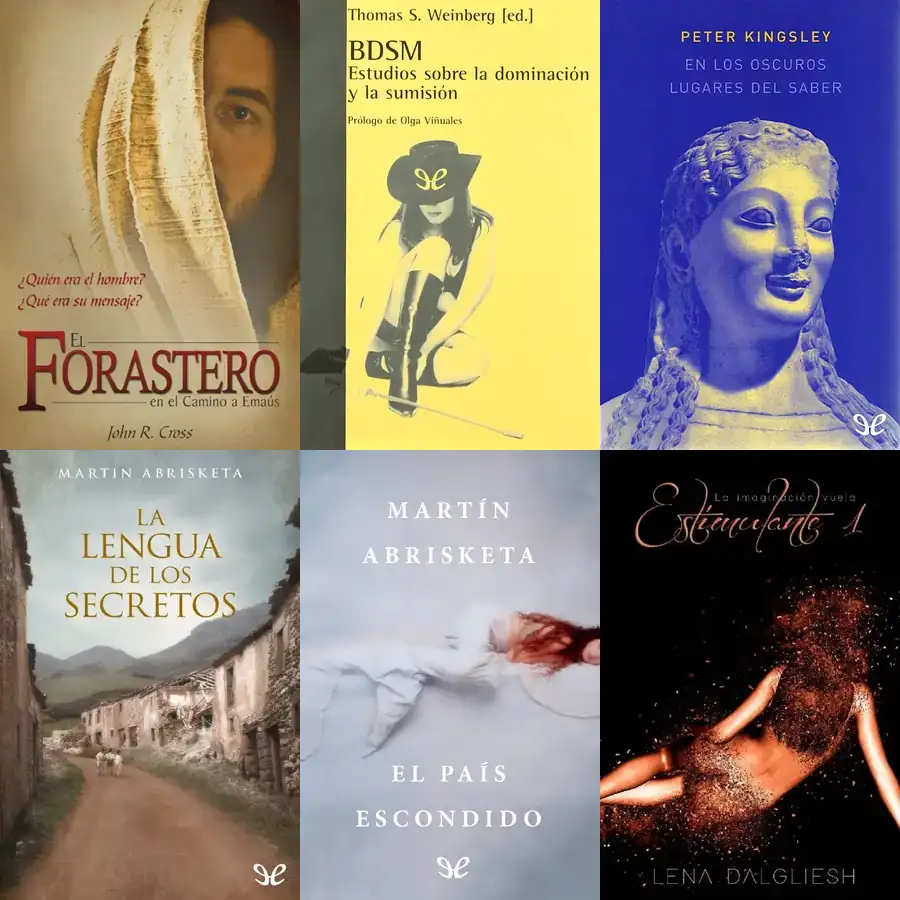 ¿Quién era el hombre?
¿Qué era su mensaje?
EL
FORASTERO
en el Camino a Emaús
John R. Cross
Thomas S. Weinberg [ed.]
BDSM
Estudios sobre la dominación
y la sumisión
Prólogo de Olga Viñuales
PETER KINGSLEY
EN LOS OSCUROS
LUGARES DEL SABER
MARTIN ABRISKETA
LA
LENGUA
DE LOS
SECRETOS
MARTÍN
ABRISKETA
EL PAÍS
ESCONDIDO
La imaginación vuela
Estimulante 1
LENA DALGLIESH